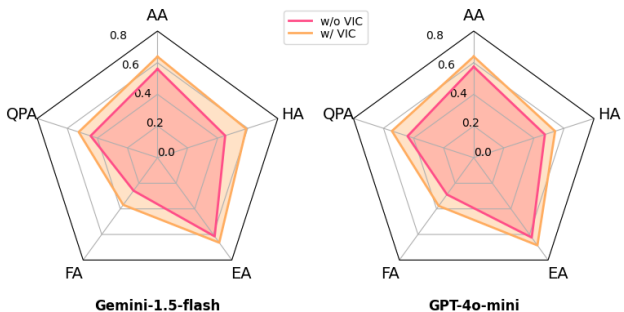 w/o VIC
w/ VIC
AA
0.8
0.6
0.4
0.2
0.0
QPA
HA
FA
EA
Gemini-1.5-flash
AA
0.8
0.6
0.4
0.2
0.0
QPA
HA
FA
EA
GPT-4o-mini